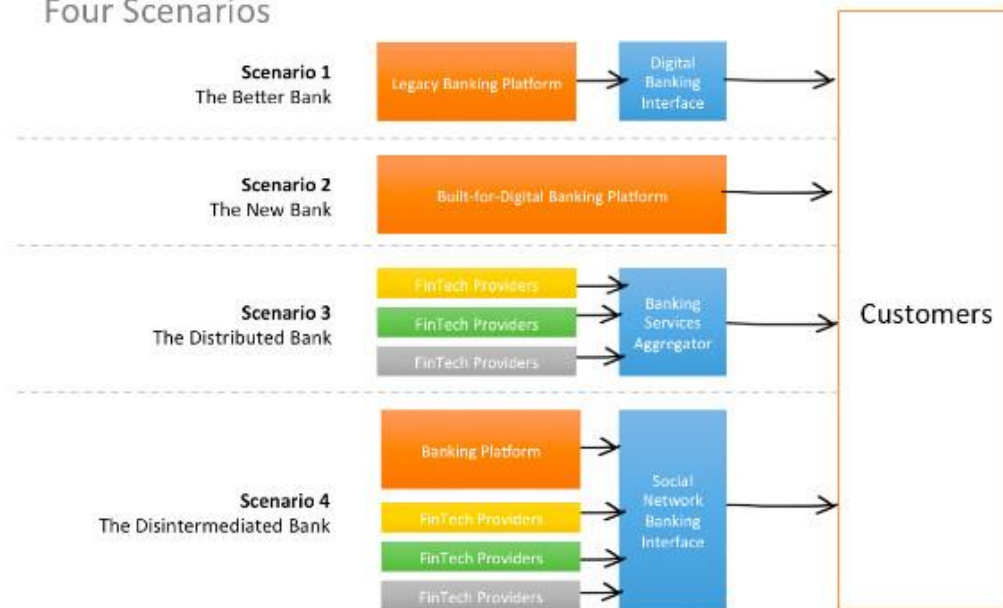 Four Scenarios
Scenario 1
The Better Bank
Legacy Banking Platform
Digital
Banking
Interface
Scenario 2
The New Bank
Built-for-Digital Banking Platform
Scenario 3
The Distributed Bank
FinTech Providers
FinTech Providers
FinTech Providers
Banking
Services
Aggregator
Customers
Scenario 4
The Disintermediated Bank
Banking Platform
FinTech Providers
FinTech Providers
FinTech Providers
Social
Network
Banking
Interface